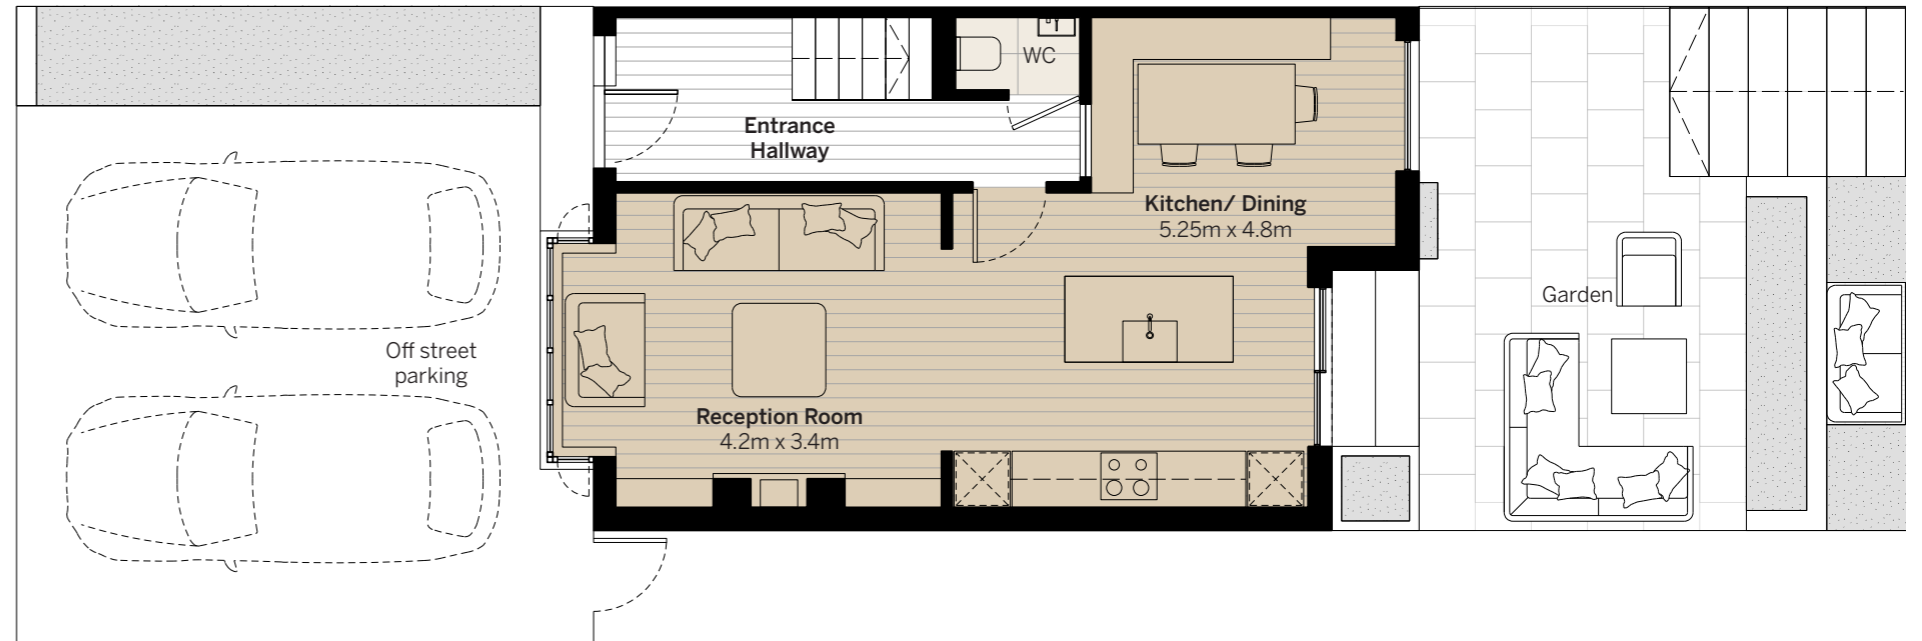 WC
Entrance
Hallway
Kitchen/ Dining
5.25m x 4.8m
Garden
Off street
parking
Reception Room
4.2m x 3.4m